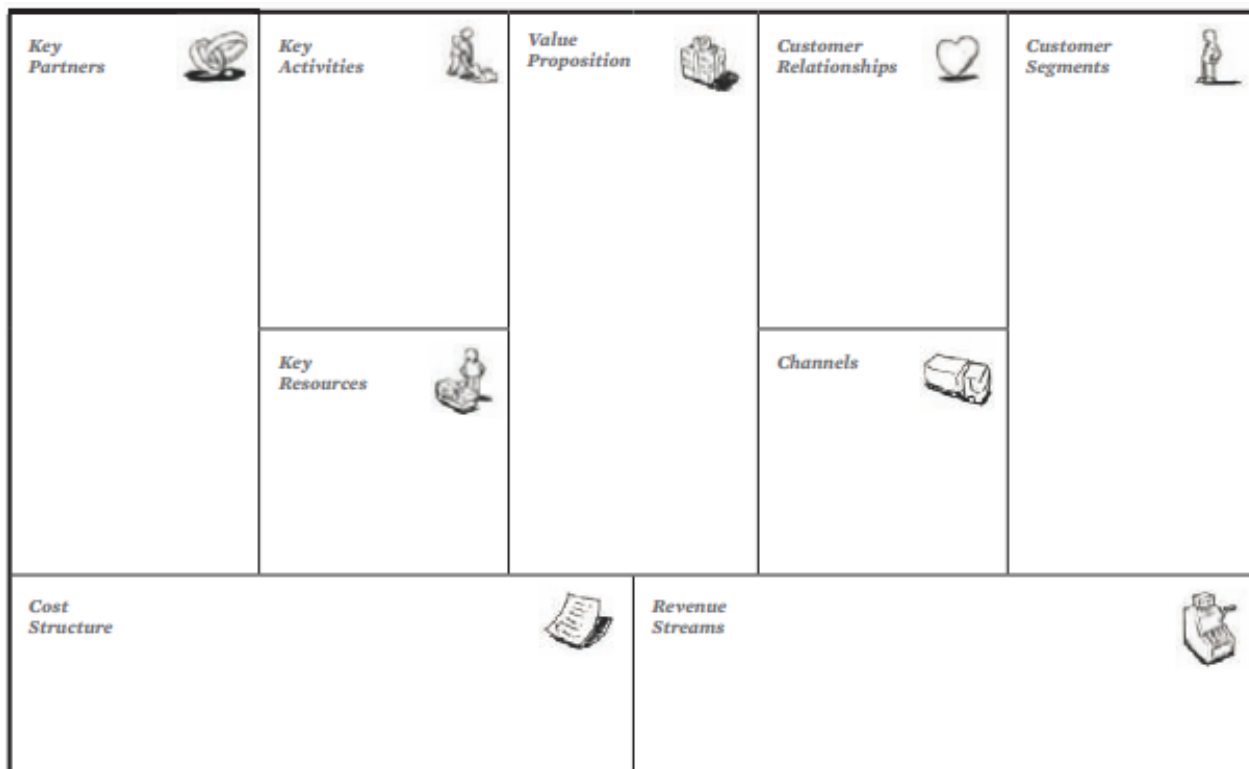 Key
Partners
Key
Activities
Value
Proposition
Customer
Relationships
Customer
Segments
Key
Resources
Channels
Cost
Structure
Revenue
Streams